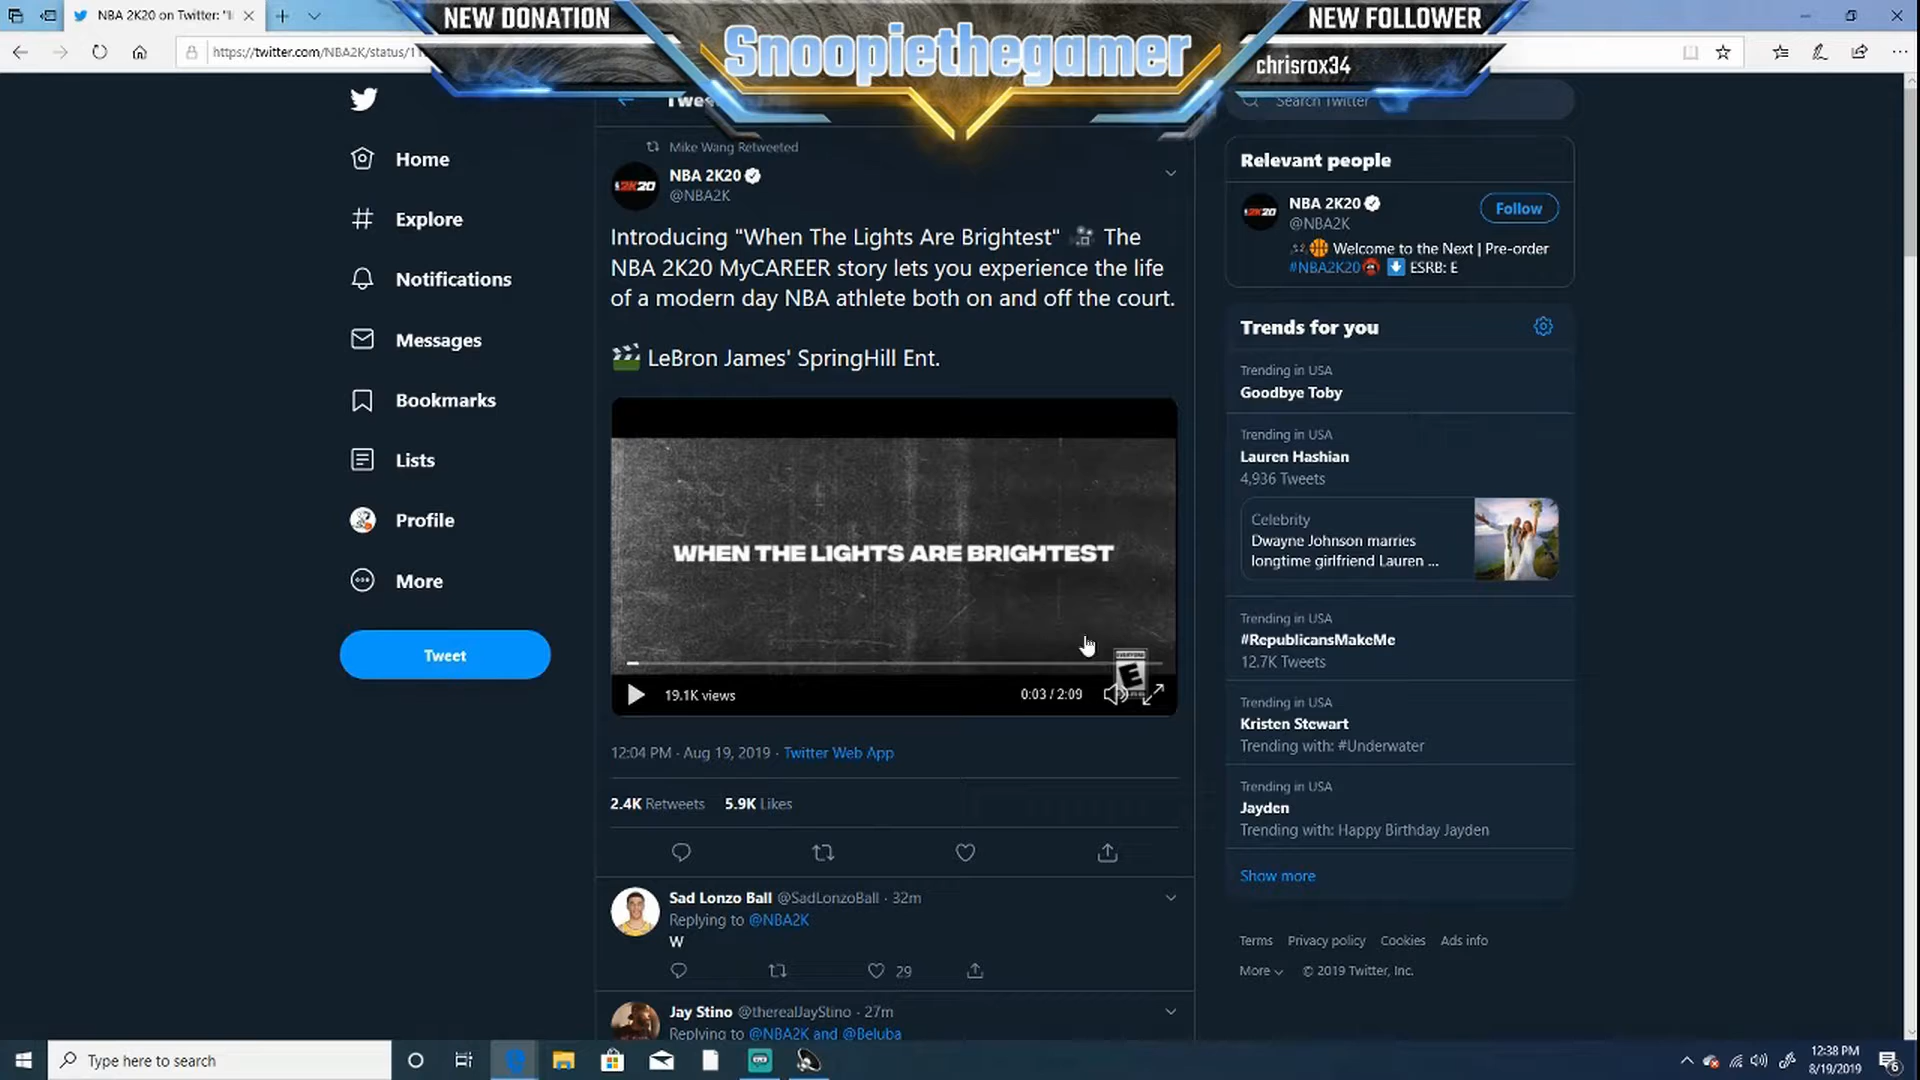 NEW DONATION
Snoopiethegamer
NEW FOLLOWER
chrisrox34
NBA 2K20 on Twitter: "I
https://twitter.com/NBA2K/status/11
Search Twitter
Home
Explore
Notifications
Messages
Bookmarks
Lists
Profile
More
Tweet
Mike Wang Retweeted
NBA 2K20
@NBA2K
Introducing "When The Lights Are Brightest" The
NBA 2K20 MyCAREER story lets you experience the life
of a modern day NBA athlete both on and off the court.
LeBron James' SpringHill Ent.
WHEN THE LIGHTS ARE BRIGHTEST
EVERYONE
E
19.1K views
0:03 / 2:09
12:04 PM · Aug 19, 2019 · Twitter Web App
2.4K Retweets 5.9K Likes
Sad Lonzo Ball @SadLonzoBall · 32m
Replying to @NBA2K
W
29
Jay Stino @therealJayStino · 27m
Replying to @NBA2K and @Beluba
Relevant people
2K20
NBA 2K20
@NBA2K
Follow
Welcome to the Next | Pre-order
#NBA2K20 ESRB: E
Trends for you
Trending in USA
Goodbye Toby
Trending in USA
Lauren Hashian
4,936 Tweets
Celebrity
Dwayne Johnson marries
longtime girlfriend Lauren ...
Trending in USA
#RepublicansMakeMe
12.7K Tweets
Trending in USA
Kristen Stewart
Trending with: #Underwater
Trending in USA
Jayden
Trending with: Happy Birthday Jayden
Show more
Terms Privacy policy Cookies Ads info
More © 2019 Twitter, Inc.
Type here to search
12:38 PM
8/19/2019
6